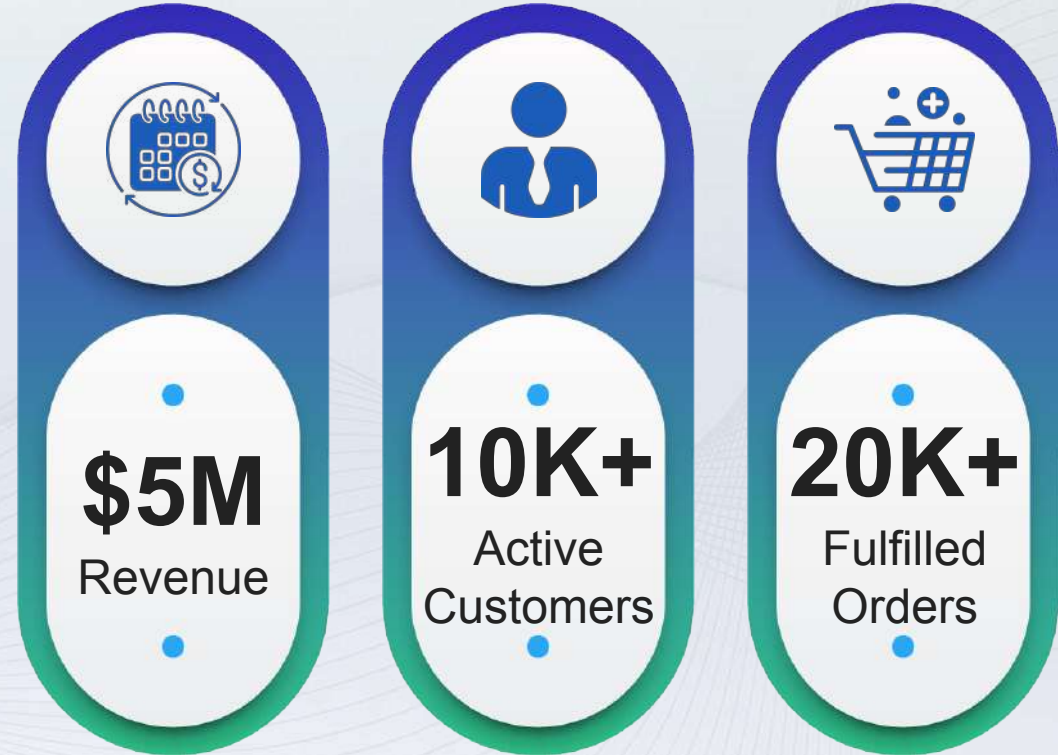 $5M
Revenue
10K+
Active
Customers
20K+
Fulfilled
Orders